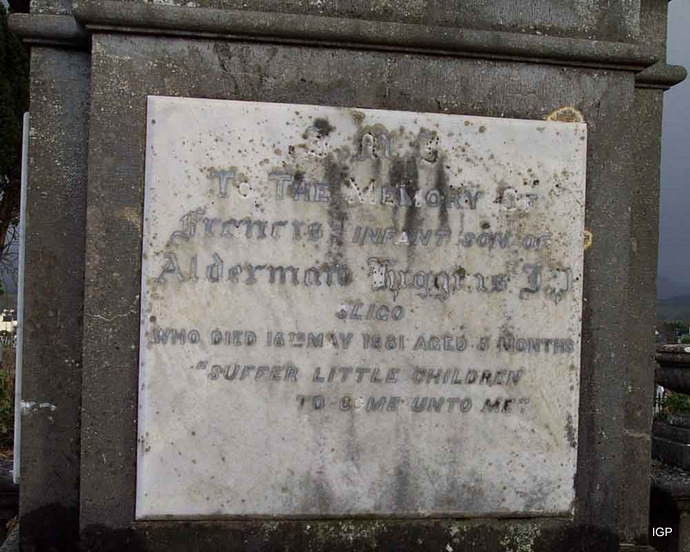 IHS
TO THE MEMORY OF
Francis INFANT SON OF
Alderman Higgins J.P.
SLIGO
WHO DIED 16TH MAY 1881 AGED 8 MONTHS
"SUFFER LITTLE CHILDREN
TO COME UNTO ME"
IGP